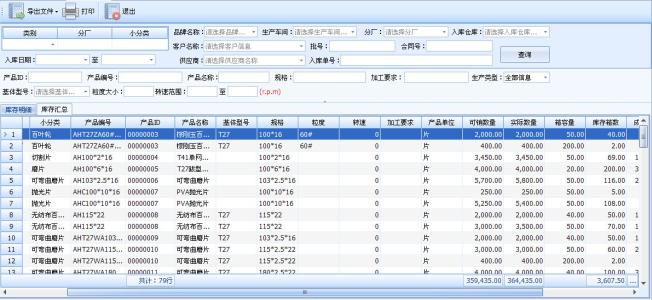 导出文件 打印 退出
类别 分厂 小分类
品牌名称: 请选择品牌... 生产车间: 请选择生产车间... 分厂: 请选择分厂 入库仓库: 请选择入库仓库...
客户名称: 请选择客户信息 批号: 合同号:
查询
入库日期: 至 供应商: 请选择供应商名称 入库单号:
产品ID: 产品编号: 产品名称: 规格: 加工要求: 生产类型: 全部信息
基体型号: 请选择基体... 粒度大小: 转速范围: 至 (r.p.m)
库存明细 库存汇总
小分类 产品编号 产品ID 产品名称 基体型号 规格 粒度 转速 加工要求 产品单位 可销数量 实际数量 箱容量 库存箱数
1 百叶轮 AHT27ZA60#... 00000003 T27 100*16 60# 0 片 2,000.00 2,000.00 50.00 40.00
2 百叶轮 AHT27ZA60#... 00000003 T27 100*16 60# 0 片 400.00 400.00 200.00 2.00
3 切割片 AH100*2*16 00000004 T41单网... 100*2*16 0 片 3,450.00 3,450.00 50.00 69.00 1
4 磨片 AH100*6*16 00000005 100*6*16 0 片 4,000.00 4,000.00 20.00 200.00 3
5 可弯曲磨片 AH103*2.5*16 00000006 可弯曲磨片 103*2.5*16 0 片 5,700.00 5,800.00 50.00 116.00 2
6 抛光片 AHC100*10*16 00000007 PVA抛光片 100*10*16 0 片 250.00 250.00 50.00 5.00
7 抛光片 AHC100*10*16 00000007 PVA抛光片 100*10*16 0 片 5,250.00 5,400.00 50.00 108.00
8 无纺布百... AH115*22 00000008 无纺布百... T27 115*22 0 片 2,000.00 2,000.00 40.00 50.00 1
9 无纺布百... AH115*22 00000008 无纺布百... T27 115*22 0 片 3,000.00 3,500.00 50.00 70.00 1
10 可弯曲磨片 AHT27WA103... 00000009 可弯曲磨片 T27 103*2.5*16 0 片 2,000.00 2,000.00 40.00 50.00 1
11 可弯曲磨片 AHT27WA115... 00000010 可弯曲磨片 T27 115*2.5*22 0 片 3,000.00 3,000.00 50.00 60.00 2
12 可弯曲磨片 AHT27WA115... 00000010 可弯曲磨片 T27 115*2.5*22 0 片 400.00 400.00 200.00 2.00
13 可弯曲磨片 AHT27WA180... 00000011 可弯曲磨片 T27 180*2.5*22 0 片 4,000.00 4,000.00 40.00 100.00 3
共计：79行 359,435.00 364,435.00 3,607.50 ...